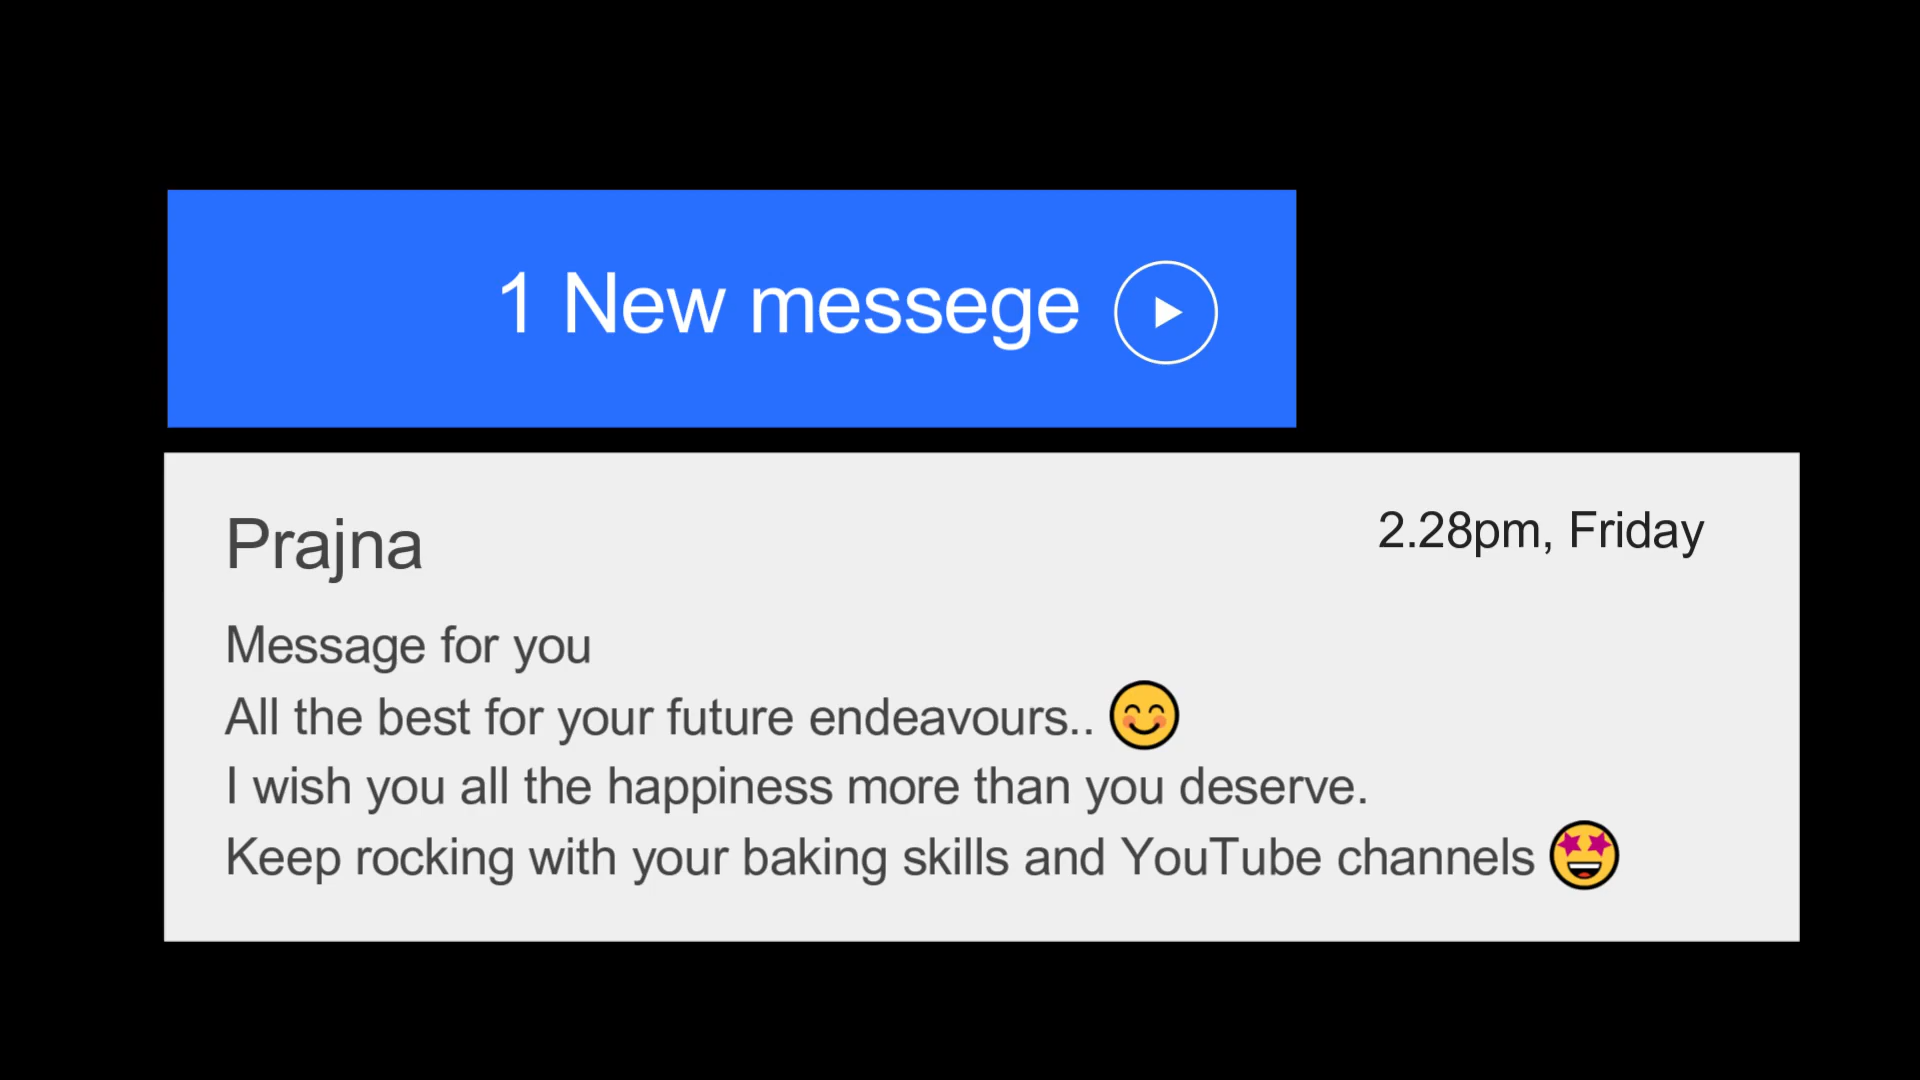 1 New messege
Prajna
2.28pm, Friday
Message for you
All the best for your future endeavours.. 😊
I wish you all the happiness more than you deserve.
Keep rocking with your baking skills and YouTube channels 🤩